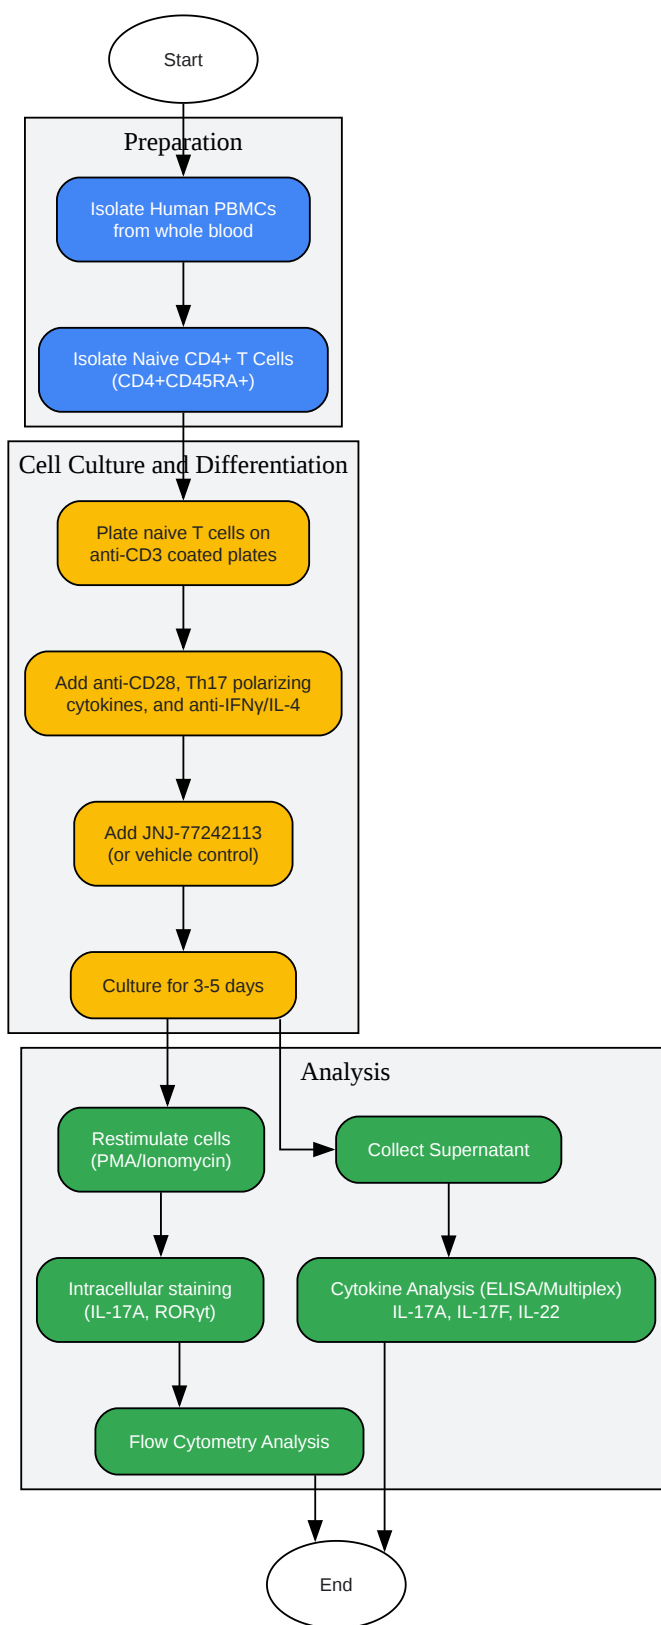 Start
Preparation
Isolate Human PBMCs
from whole blood
Isolate Naive CD4+ T Cells
(CD4+CD45RA+)
Cell Culture and Differentiation
Plate naive T cells on
anti-CD3 coated plates
Add anti-CD28, Th17 polarizing
cytokines, and anti-IFNγ/IL-4
Add JNJ-77242113
(or vehicle control)
Culture for 3-5 days
Analysis
Restimulate cells
(PMA/Ionomycin)
Collect Supernatant
Intracellular staining
(IL-17A, RORγt)
Cytokine Analysis (ELISA/Multiplex)
IL-17A, IL-17F, IL-22
Flow Cytometry Analysis
End